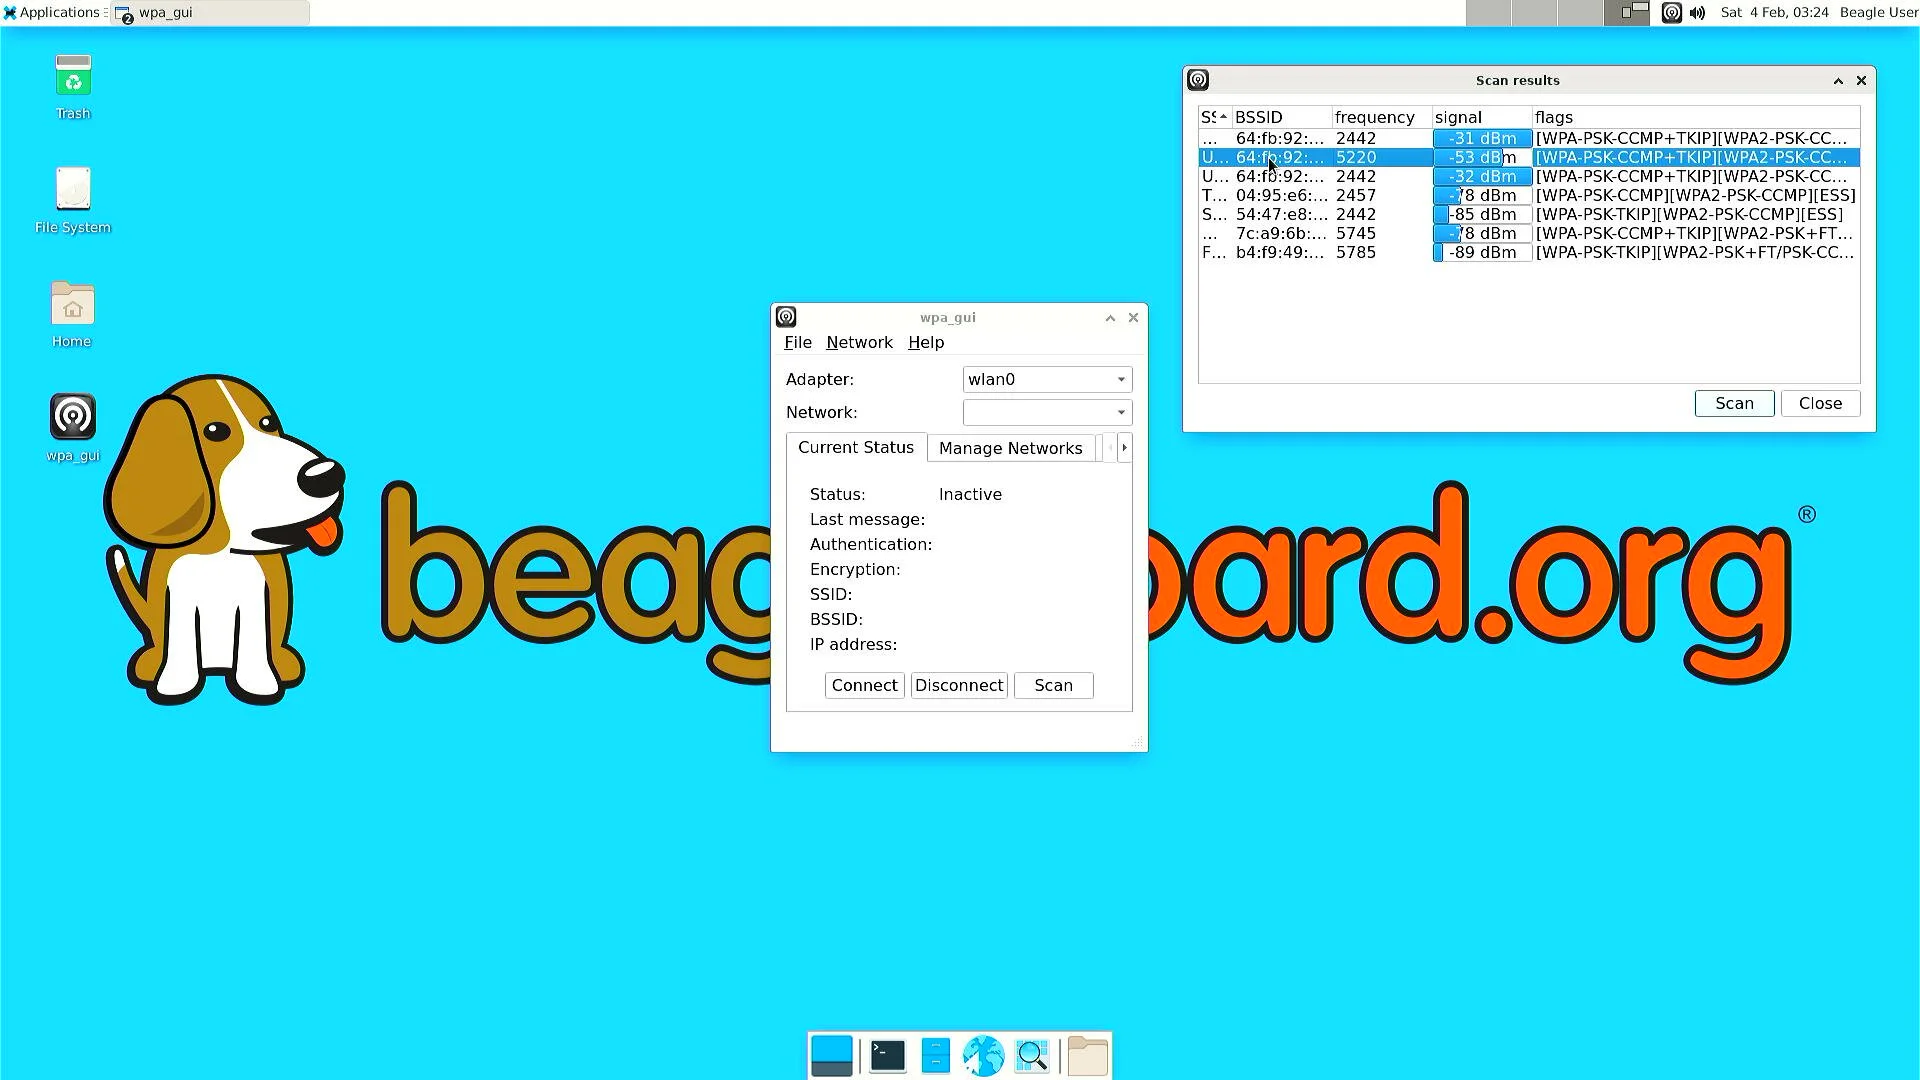 Applications
2
wpa_gui
Sat 4 Feb, 03:24
Beagle User
Trash
File System
Home
wpa_gui
Scan results
SS BSSID frequency signal flags
... 64:fb:92:... 2442 -31 dBm [WPA-PSK-CCMP+TKIP][WPA2-PSK-CC...
U... 64:fb:92:... 5220 -53 dBm [WPA-PSK-CCMP+TKIP][WPA2-PSK-CC...
U... 64:fb:92:... 2442 -32 dBm [WPA-PSK-CCMP+TKIP][WPA2-PSK-CC...
T... 04:95:e6:... 2457 -78 dBm [WPA-PSK-CCMP][WPA2-PSK-CCMP][ESS]
S... 54:47:e8:... 2442 -85 dBm [WPA-PSK-TKIP][WPA2-PSK-CCMP][ESS]
... 7c:a9:6b:... 5745 -78 dBm [WPA-PSK-CCMP+TKIP][WPA2-PSK+FT...
F... b4:f9:49:... 5785 -89 dBm [WPA-PSK-TKIP][WPA2-PSK+FT/PSK-CC...
Scan Close
wpa_gui
File Network Help
Adapter: wlan0
Network:
Current Status Manage Networks
Status: Inactive
Last message:
Authentication:
Encryption:
SSID:
BSSID:
IP address:
Connect Disconnect Scan
beag oard.org ®